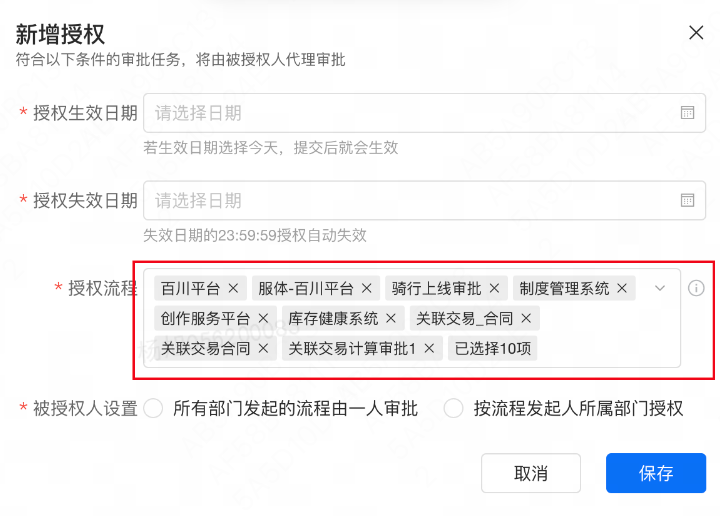 新增授权
符合以下条件的审批任务，将由被授权人代理审批
* 授权生效日期 请选择日期
若生效日期选择今天，提交后就会生效
* 授权失效日期 请选择日期
失效日期的23:59:59授权自动失效
* 授权流程 百川平台 × 服体-百川平台 × 骑行上线审批 × 制度管理系统 ×
创作服务平台 × 库存健康系统 × 关联交易_合同 ×
关联交易合同 × 关联交易计算审批1 × 已选择10项
* 被授权人设置 所有部门发起的流程由一人审批 按流程发起人所属部门授权
取消 保存